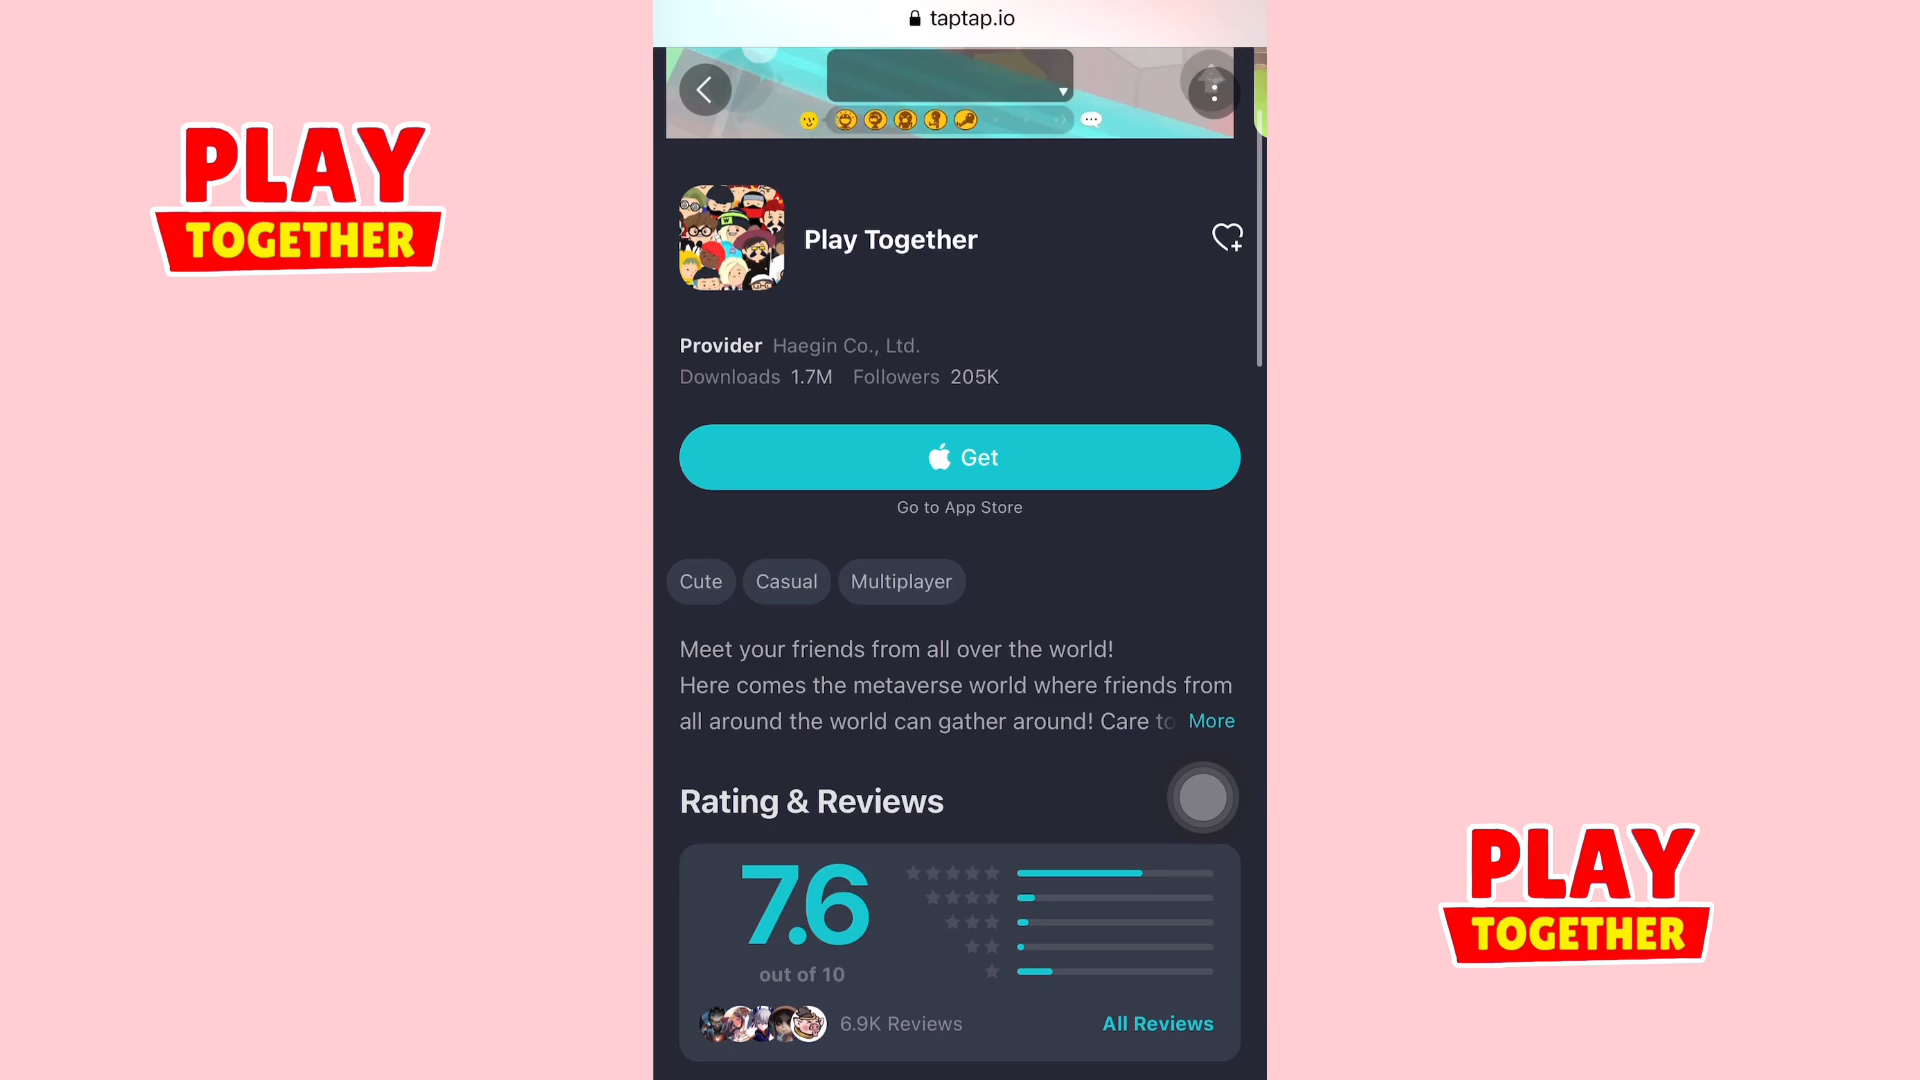 taptap.io
PLAY
TOGETHER
Play Together
Provider Haegin Co., Ltd.
Downloads 1.7M Followers 205K
Get
Go to App Store
Cute Casual Multiplayer
Meet your friends from all over the world!
Here comes the metaverse world where friends from
all around the world can gather around! Care to More
Rating & Reviews
7.6
out of 10
6.9K Reviews All Reviews
PLAY
TOGETHER